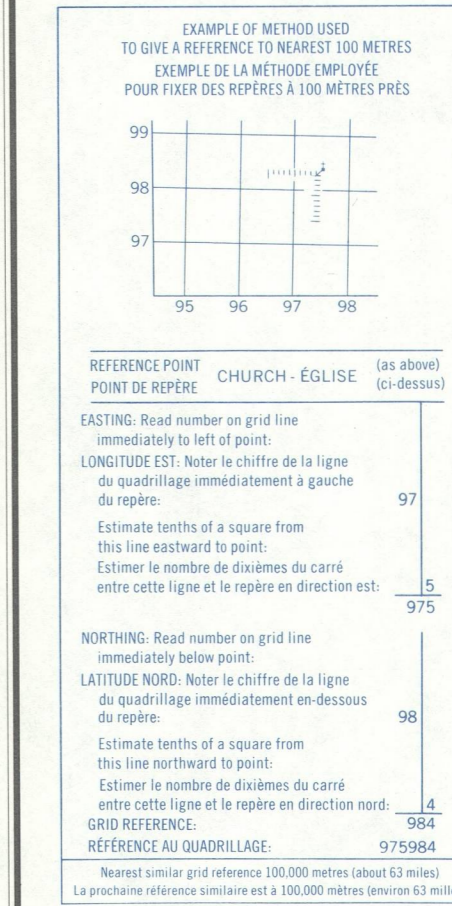 EXAMPLE OF METHOD USED
TO GIVE A REFERENCE TO NEAREST 100 METRES
EXEMPLE DE LA MÉTHODE EMPLOYÉE
POUR FIXER DES REPÈRES À 100 MÈTRES PRÈS
99
98
97
95 96 97 98
REFERENCE POINT
POINT DE REPÈRE
CHURCH - ÉGLISE
(as above)
(ci-dessus)
EASTING: Read number on grid line
immediately to left of point:
LONGITUDE EST: Noter le chiffre de la ligne
du quadrillage immédiatement à gauche
du repère: 97
Estimate tenths of a square from
this line eastward to point:
Estimer le nombre de dixièmes du carré
entre cette ligne et le repère en direction est: 5
975
NORTHING: Read number on grid line
immediately below point:
LATITUDE NORD: Noter le chiffre de la ligne
du quadrillage immédiatement en-dessous
du repère: 98
Estimate tenths of a square from
this line northward to point:
Estimer le nombre de dixièmes du carré
entre cette ligne et le repère en direction nord: 4
GRID REFERENCE: 984
RÉFÉRENCE AU QUADRILLAGE: 975984
Nearest similar grid reference 100,000 metres (about 63 miles)
La prochaine référence similaire est à 100,000 mètres (environ 63